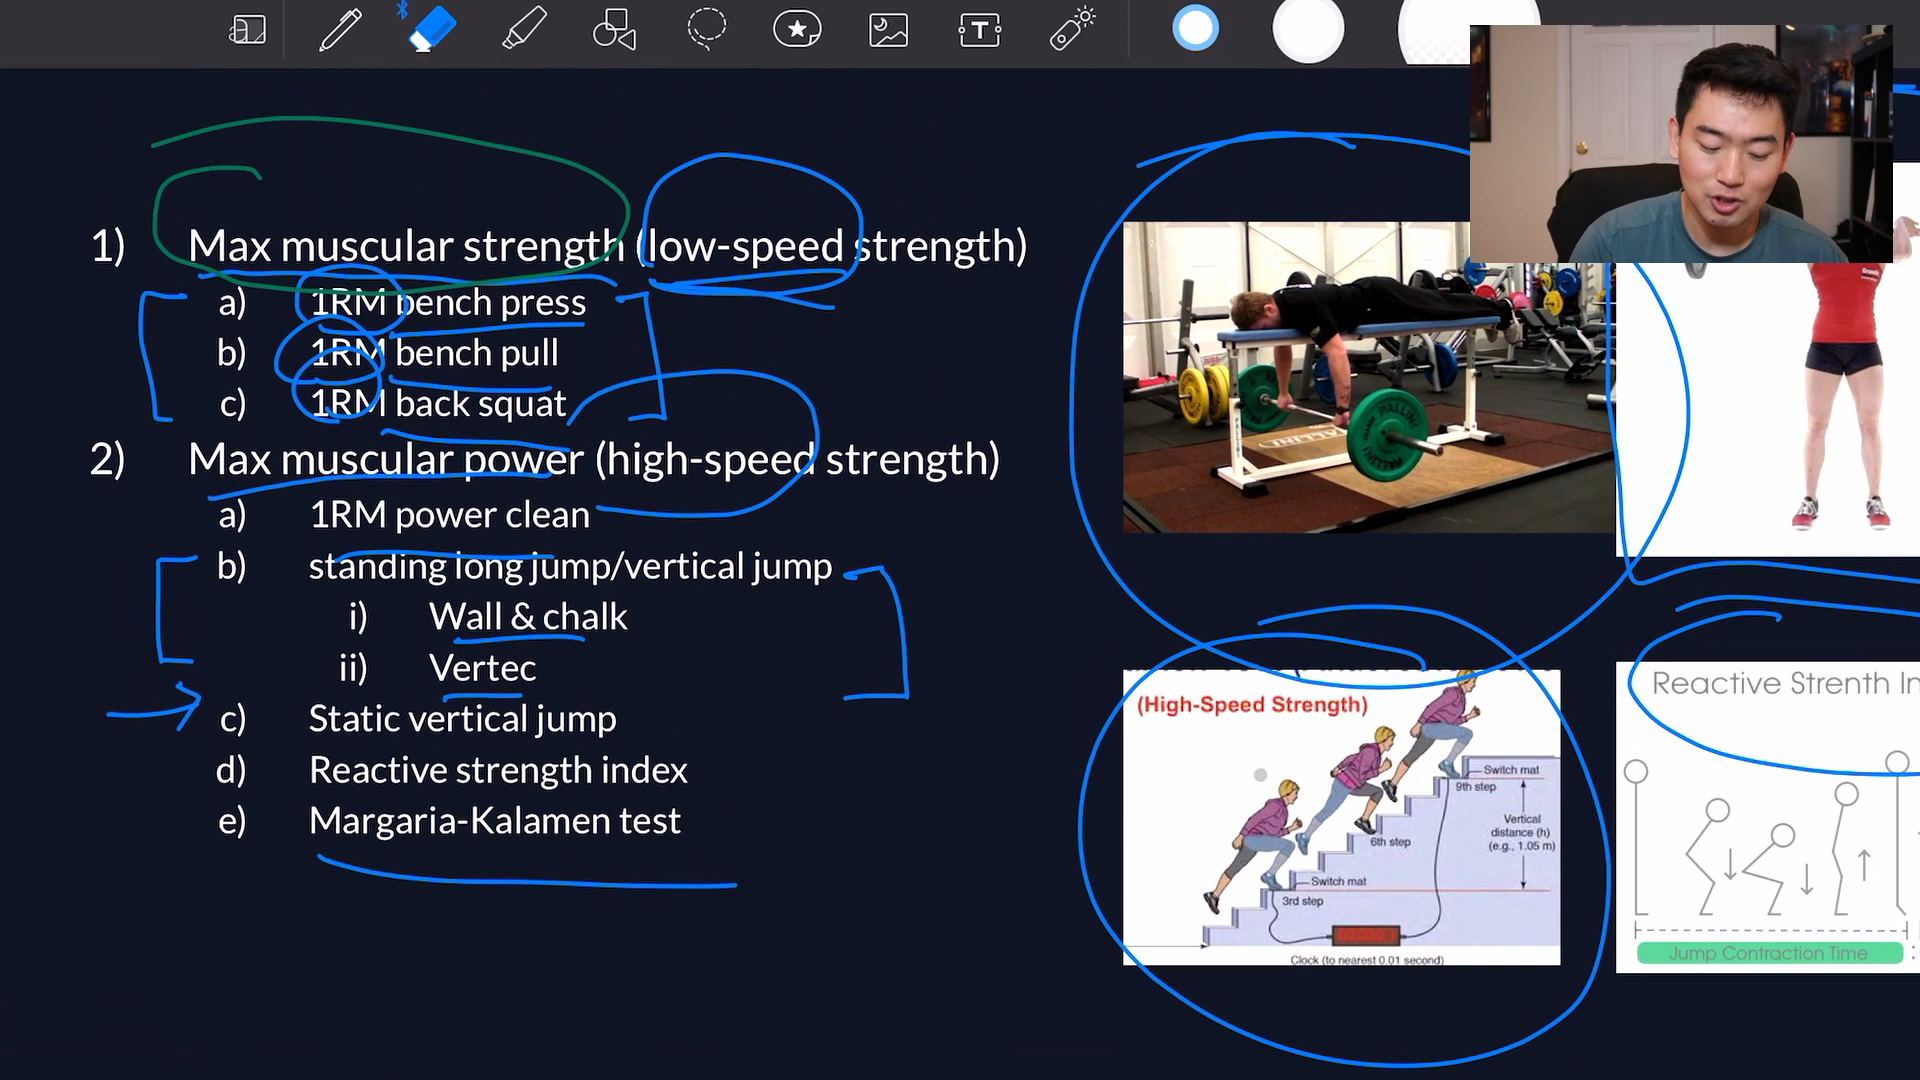 1) Max muscular strength (low-speed strength)
a) 1RM bench press
b) 1RM bench pull
c) 1RM back squat
2) Max muscular power (high-speed strength)
a) 1RM power clean
b) standing long jump/vertical jump
i) Wall & chalk
ii) Vertec
c) Static vertical jump
d) Reactive strength index
e) Margaria-Kalamen test
(High-Speed Strength)
Switch mat
9th step
Vertical
distance (h)
(e.g., 1.05 m)
6th step
Switch mat
3rd step
Clock (to nearest 0.01 second)
Reactive Strenth In
Jump Contraction Time :
PALLINI